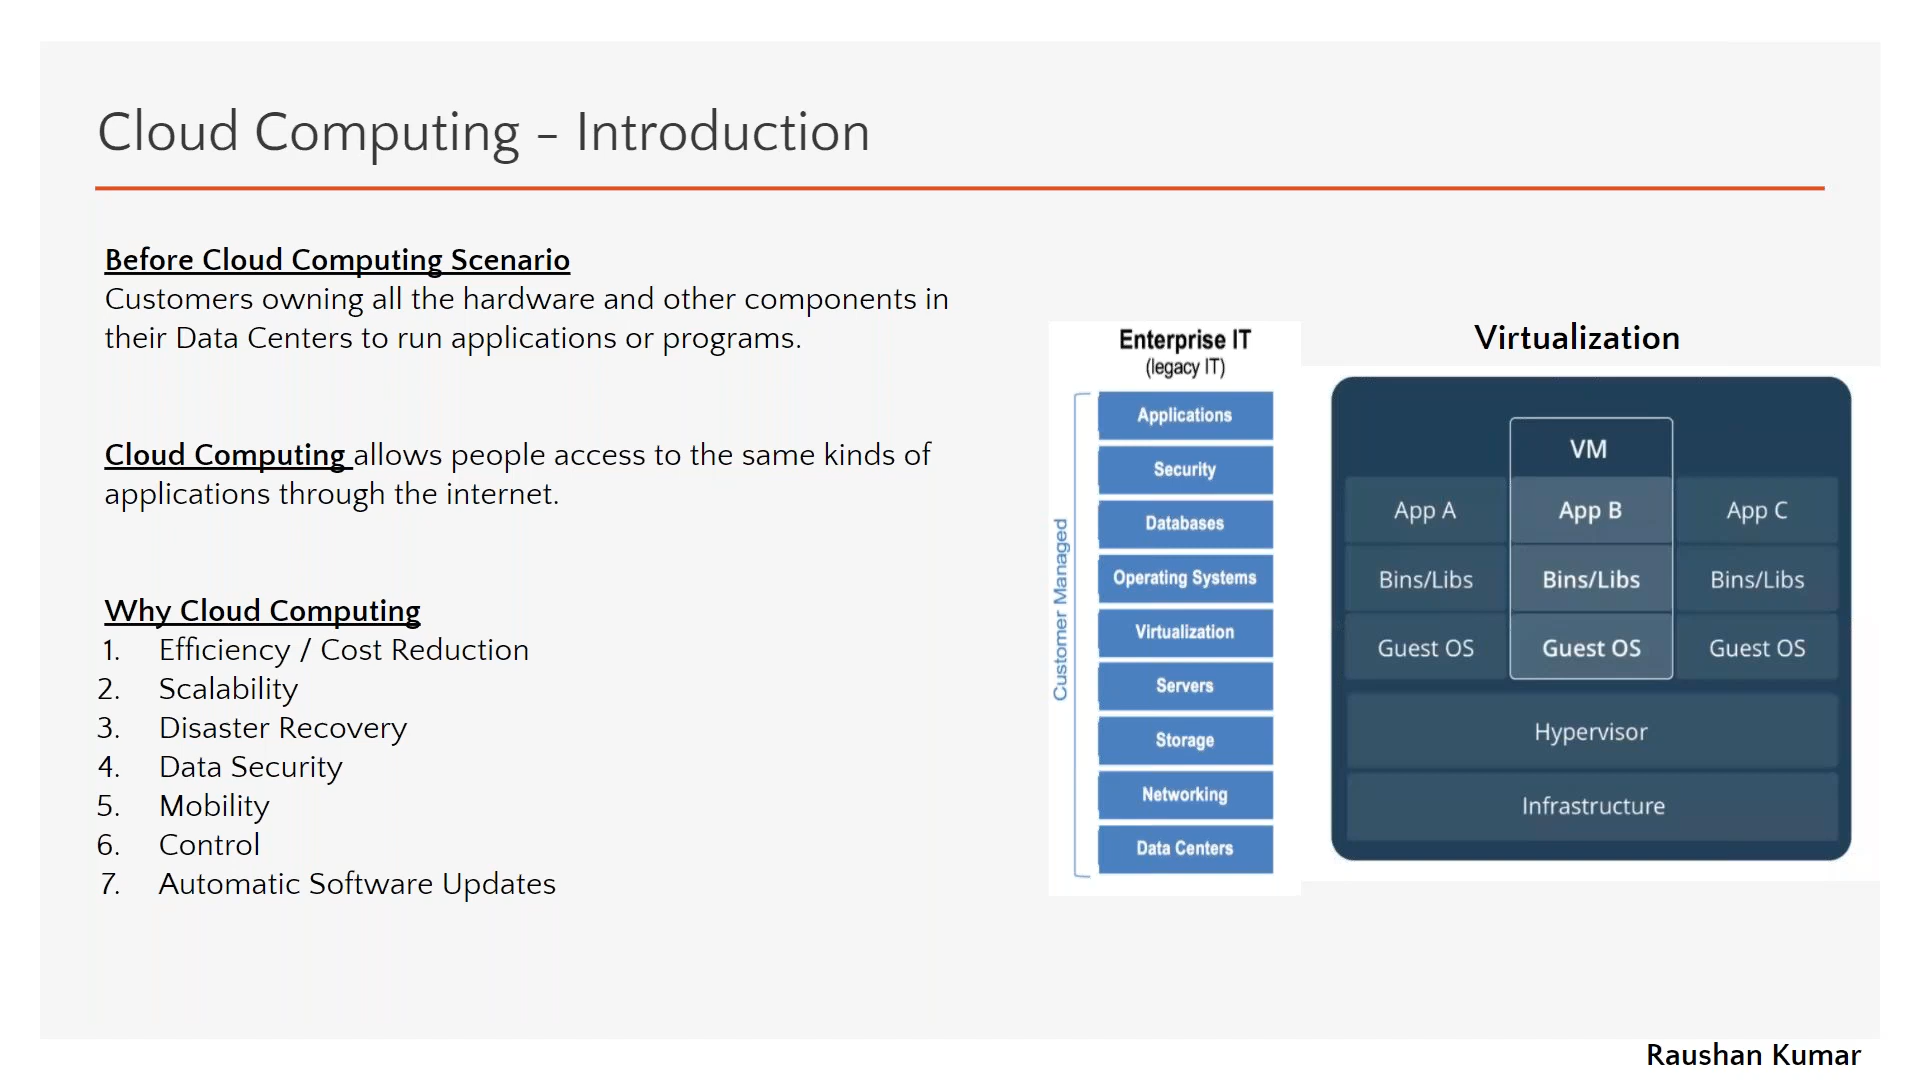 Cloud Computing – Introduction
Before Cloud Computing Scenario
Customers owning all the hardware and other components in
their Data Centers to run applications or programs.
Cloud Computing allows people access to the same kinds of
applications through the internet.
Why Cloud Computing
1. Efficiency / Cost Reduction
2. Scalability
3. Disaster Recovery
4. Data Security
5. Mobility
6. Control
7. Automatic Software Updates
Enterprise IT
(legacy IT)
Customer Managed
Applications
Security
Databases
Operating Systems
Virtualization
Servers
Storage
Networking
Data Centers
Virtualization
VM
App A App B App C
Bins/Libs Bins/Libs Bins/Libs
Guest OS Guest OS Guest OS
Hypervisor
Infrastructure
Raushan Kumar